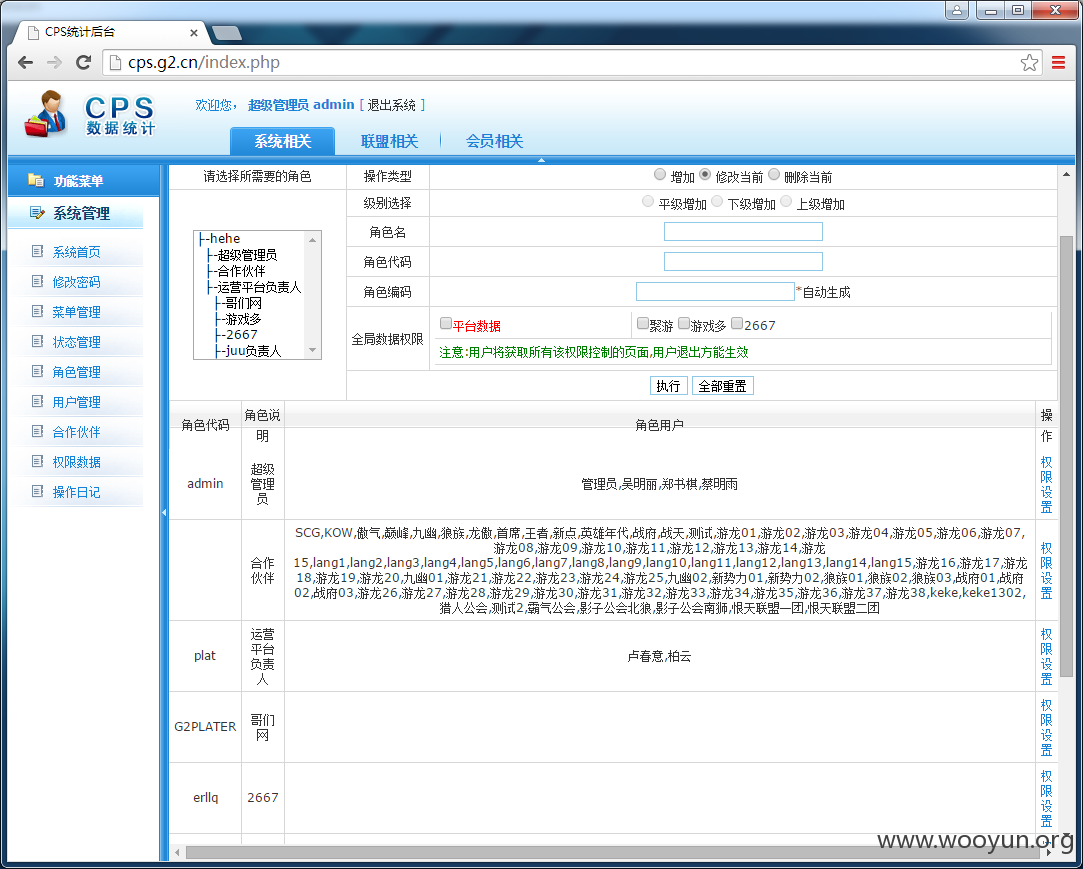 CPS统计后台
cps.g2.cn/index.php
CPS
数据统计
欢迎您， 超级管理员 admin [ 退出系统 ]
系统相关 联盟相关 会员相关
功能菜单
系统管理
系统首页
修改密码
菜单管理
状态管理
角色管理
用户管理
合作伙伴
权限数据
操作日记
请选择所需要的角色
├-hehe
├-超级管理员
├-合作伙伴
├-运营平台负责人
├-哥们网
├-游戏多
├-2667
├-juu负责人
操作类型 增加 修改当前 删除当前
级别选择 平级增加 下级增加 上级增加
角色名
角色代码
角色编码 *自动生成
全局数据权限 平台数据 聚游 游戏多 2667
注意:用户将获取所有该权限控制的页面,用户退出方能生效
执行 全部重置
角色代码 角色说明 角色用户 操作
admin 超级管理员 管理员,吴明丽,郑书棋,蔡明雨 权限设置
合作伙伴
SCG,KOW,傲气,巅峰,九幽,狼族,龙傲,首席,王者,新点,英雄年代,战府,战天,测试,游龙01,游龙02,游龙03,游龙04,游龙05,游龙06,游龙07,
游龙08,游龙09,游龙10,游龙11,游龙12,游龙13,游龙14,游龙
15,lang1,lang2,lang3,lang4,lang5,lang6,lang7,lang8,lang9,lang10,lang11,lang12,lang13,lang14,lang15,游龙16,游龙17,游龙
18,游龙19,游龙20,九幽01,游龙21,游龙22,游龙23,游龙24,游龙25,九幽02,新势力01,新势力02,狼族01,狼族02,狼族03,战府01,战府
02,战府03,游龙26,游龙27,游龙28,游龙29,游龙30,游龙31,游龙32,游龙33,游龙34,游龙35,游龙36,游龙37,游龙38,keke,keke1302,
猎人公会,测试2,霸气公会,影子公会北狼,影子公会南狮,恨天联盟一团,恨天联盟二团
权限设置
plat 运营平台负责人 卢春意,柏云 权限设置
G2PLATER 哥们网 权限设置
erllq 2667 权限设置
www.wooyun.org